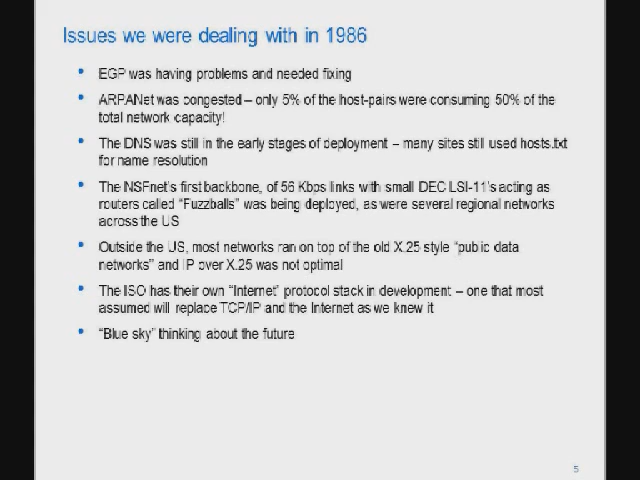 Issues we were dealing with in 1986
• EGP was having problems and needed fixing
• ARPANet was congested – only 5% of the host-pairs were consuming 50% of the
total network capacity!
• The DNS was still in the early stages of deployment – many sites still used hosts.txt
for name resolution
• The NSFnet's first backbone, of 56 Kbps links with small DEC LSI-11's acting as
routers called "Fuzzballs" was being deployed, as were several regional networks
across the US
• Outside the US, most networks ran on top of the old X.25 style "public data
networks" and IP over X.25 was not optimal
• The ISO has their own "Internet" protocol stack in development – one that most
assumed will replace TCP/IP and the Internet as we knew it
• "Blue sky" thinking about the future
5